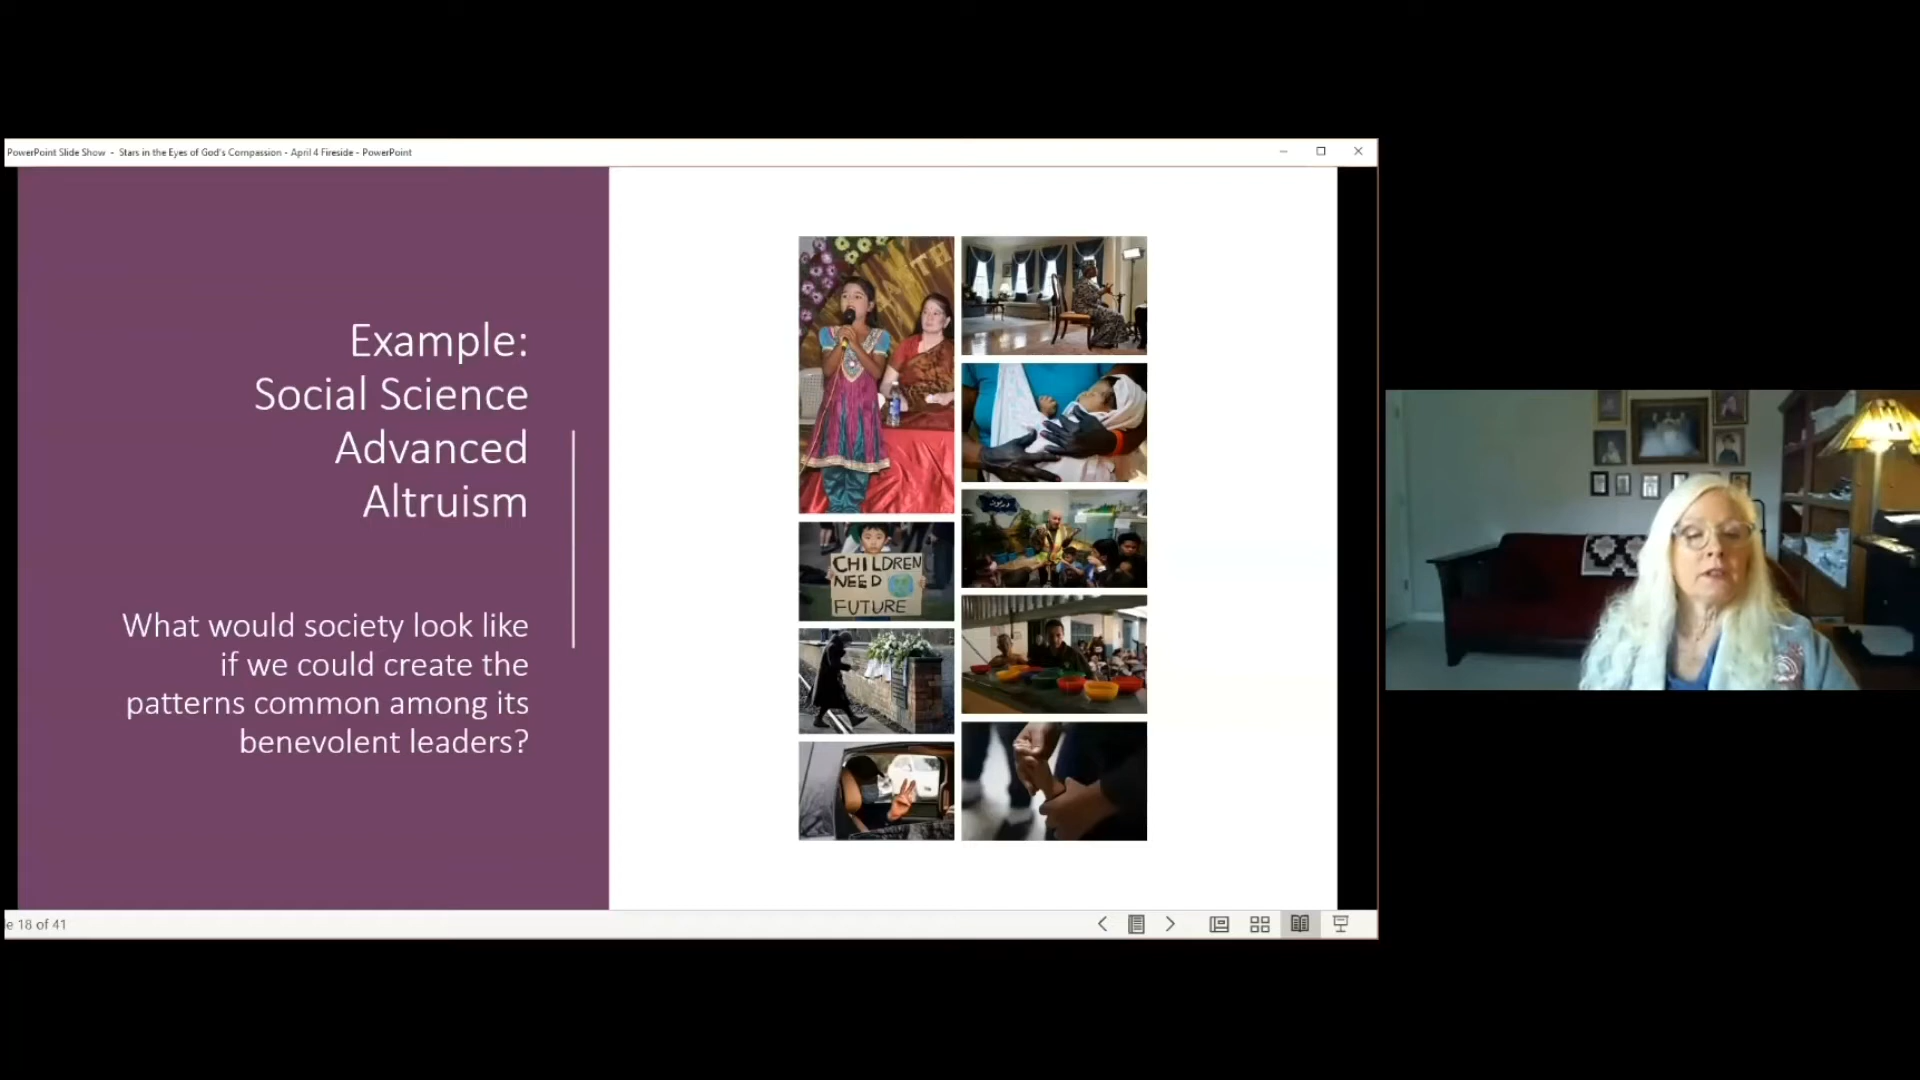 PowerPoint Slide Show - Stars in the Eyes of God's Compassion - April 4 Fireside - PowerPoint
Example:
Social Science
Advanced
Altruism
What would society look like
if we could create the
patterns common among its
benevolent leaders?
TH
CHILDREN
NEED
FUTURE
e 18 of 41